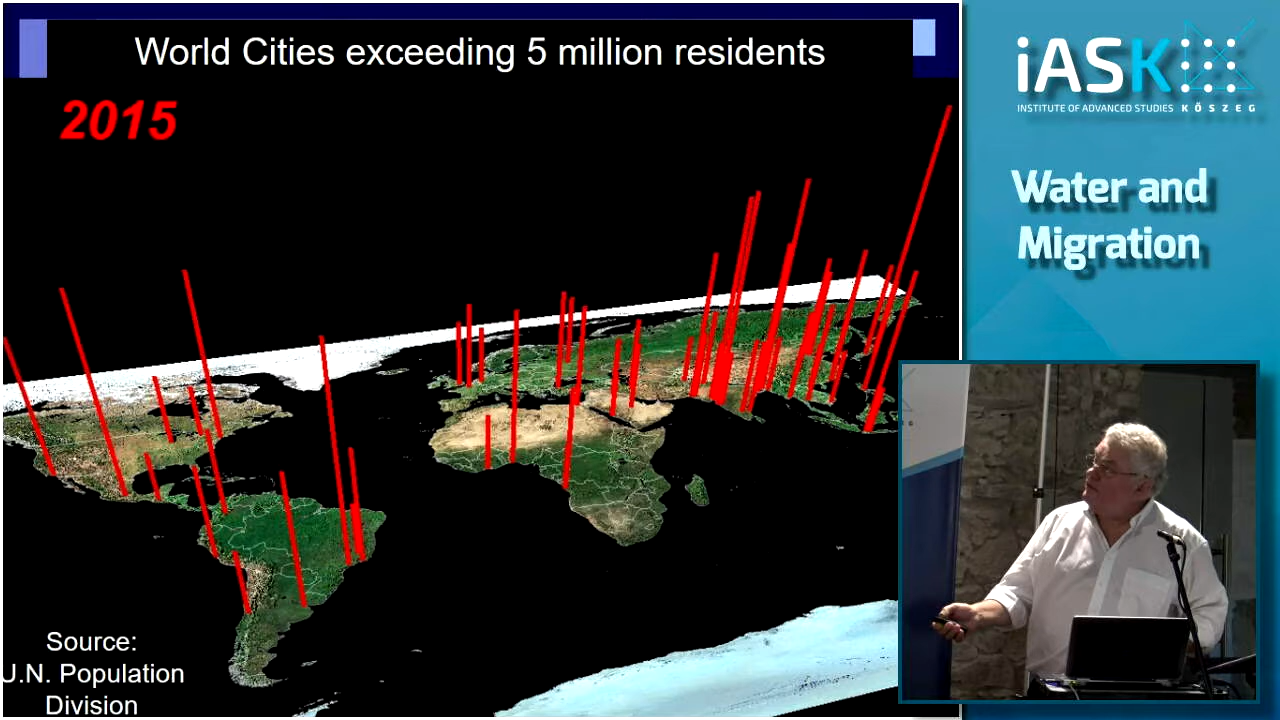 World Cities exceeding 5 million residents
2015
Source:
U.N. Population
Division
iASK
INSTITUTE OF ADVANCED STUDIES KŐSZEG
Water and
Migration